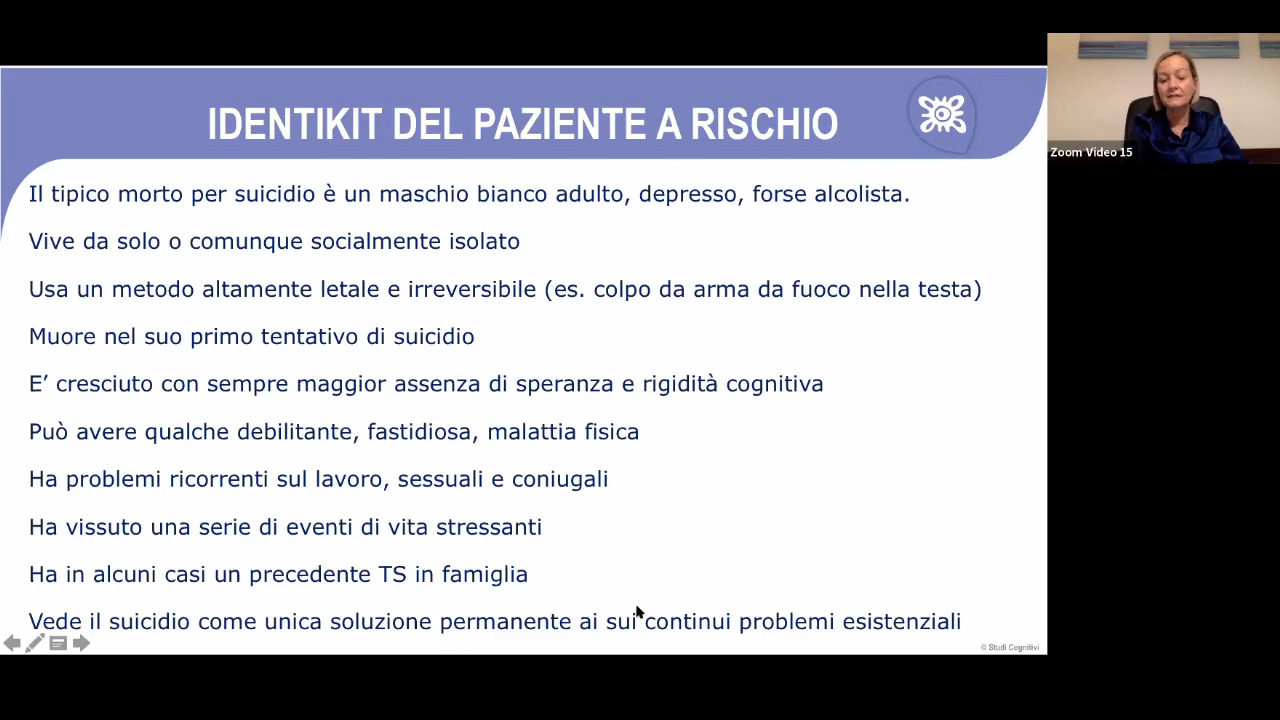 IDENTIKIT DEL PAZIENTE A RISCHIO
Il tipico morto per suicidio è un maschio bianco adulto, depresso, forse alcolista.
Vive da solo o comunque socialmente isolato
Usa un metodo altamente letale e irreversibile (es. colpo da arma da fuoco nella testa)
Muore nel suo primo tentativo di suicidio
E’ cresciuto con sempre maggior assenza di speranza e rigidità cognitiva
Può avere qualche debilitante, fastidiosa, malattia fisica
Ha problemi ricorrenti sul lavoro, sessuali e coniugali
Ha vissuto una serie di eventi di vita stressanti
Ha in alcuni casi un precedente TS in famiglia
Vede il suicidio come unica soluzione permanente ai sui continui problemi esistenziali
© Studi Cognitivi
Zoom Video 15